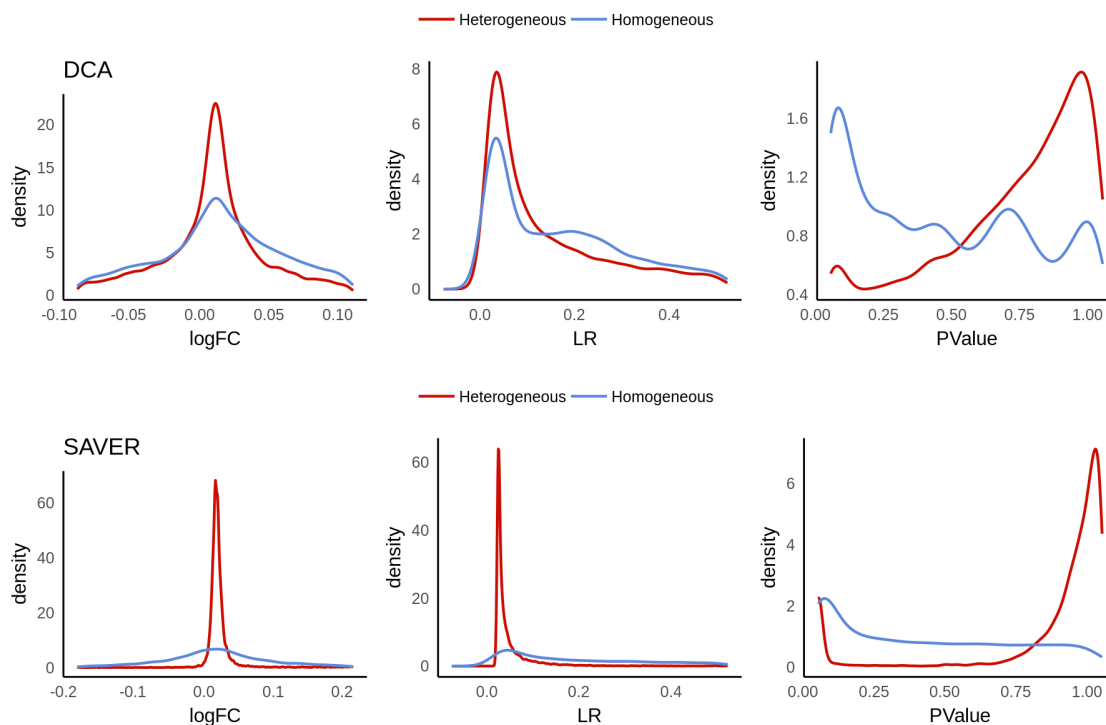 Heterogeneous Homogeneous
DCA
density
20
15
10
5
0
-0.10 -0.05 0.00 0.05 0.10
logFC
density
8
6
4
2
0
0.0 0.2 0.4
LR
density
1.6
1.2
0.8
0.4
0.00 0.25 0.50 0.75 1.00
PValue
Heterogeneous Homogeneous
SAVER
density
60
40
20
0
-0.2 -0.1 0.0 0.1 0.2
logFC
density
60
40
20
0
0.0 0.2 0.4
LR
density
6
4
2
0
0.00 0.25 0.50 0.75 1.00
PValue